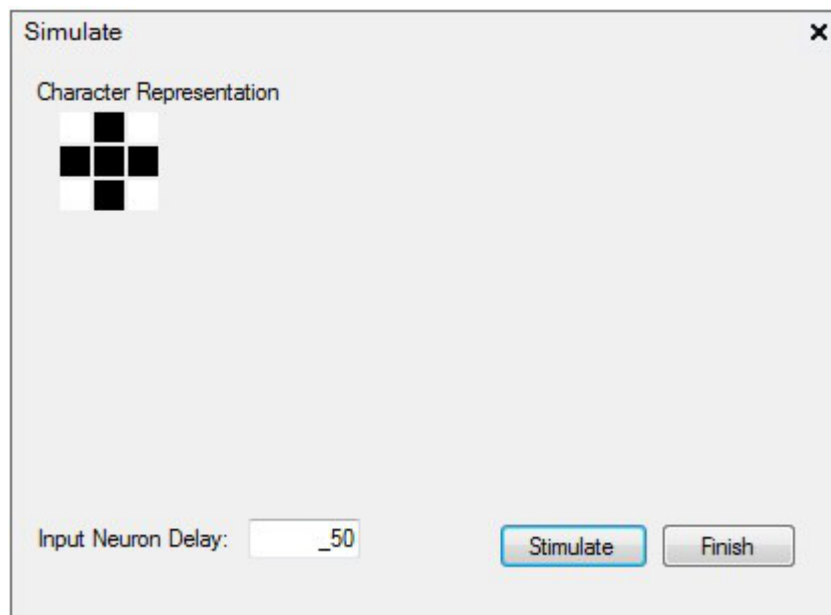 Simulate
Character Representation
Input Neuron Delay: _50
Stimulate Finish